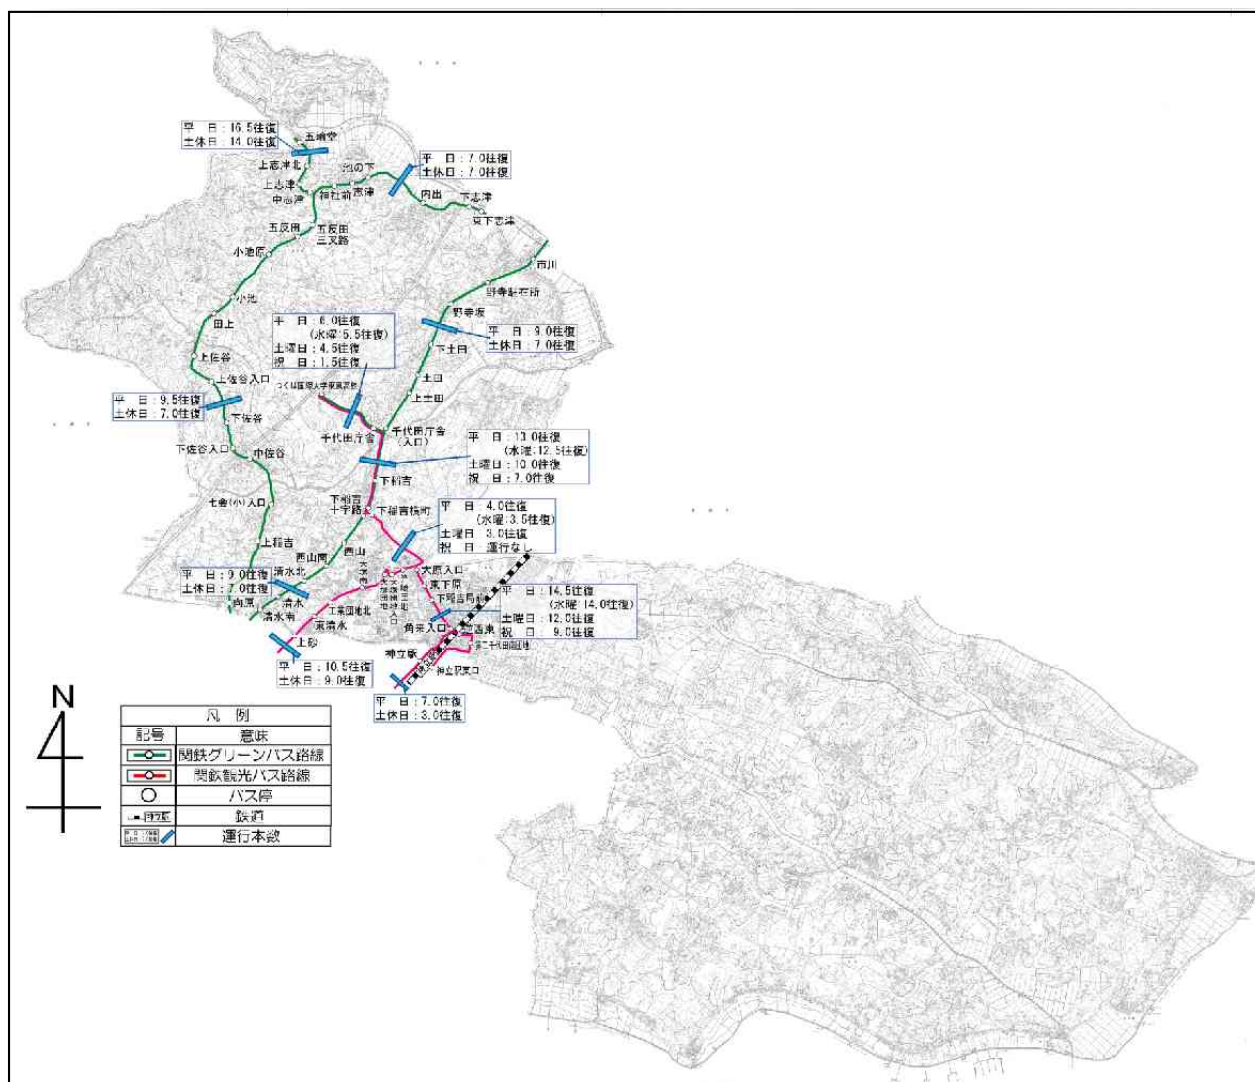 平　日：16.5往復
土休日：14.0往復
五輪堂
上志津北
上志津
中志津
神社前
志津
池の下
平　日：7.0往復
土休日：7.0往復
内出
下志津
東下志津
五反田
五反田
三叉路
小池原
小池
田上
上佐谷
上佐谷入口
平　日：9.5往復
土休日：7.0往復
下佐谷
下佐谷入口
中佐谷
七会(小)入口
上稲吉
向原
市川
野寺駐在所
野寺坂
平　日：9.0往復
土休日：7.0往復
下土田
土田
上土田
平　日：6.0往復
(水曜：5.5往復)
土曜日：4.5往復
祝　日：1.5往復
千代田庁舎
千代田庁舎
(入口)
平　日：13.0往復
(水曜：12.5往復)
土曜日：10.0往復
祝　日：7.0往復
下稲吉
下稲吉
十字路
下稲吉横町
平　日：4.0往復
(水曜：3.5往復)
土曜日：3.0往復
祝　日：運行なし
西山
西山南
清水北
清水
清水南
平　日：9.0往復
土休日：7.0往復
大原入口
東下原
下稲吉局前
角来入口
平　日：14.5往復
(水曜：14.0往復)
土曜日：12.0往復
祝　日：9.0往復
工業団地北
東清水
上砂
平　日：10.5往復
土休日：9.0往復
神立駅
神立駅東口
平　日：7.0往復
土休日：3.0往復
N
凡　例
記号
意味
関鉄グリーンバス路線
関鉄観光バス路線
バス停
鉄道
運行本数